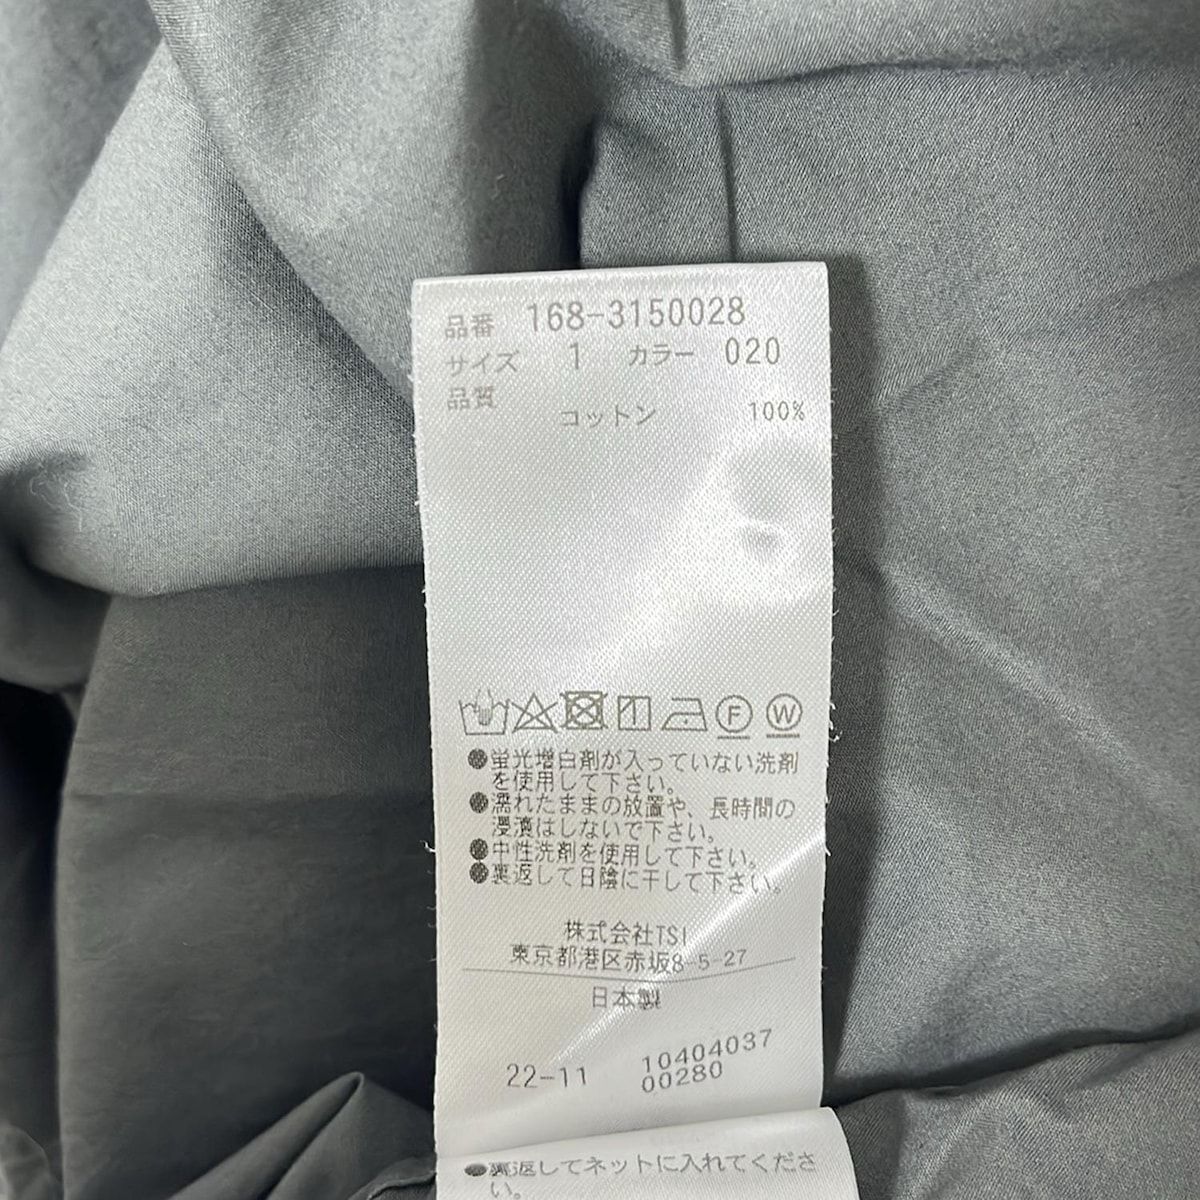 品番 168-3150028
サイズ 1 カラー 020
品質
コットン 100%
F W
●蛍光増白剤が入っていない洗剤
を使用して下さい。
●濡れたままの放置や、長時間の
浸漬はしないで下さい。
●中性洗剤を使用して下さい。
●裏返して日陰に干して下さい。
株式会社TSI
東京都港区赤坂8-5-27
日本製
22-11 10404037
00280
●裏返してネットに入れてくださ
い。